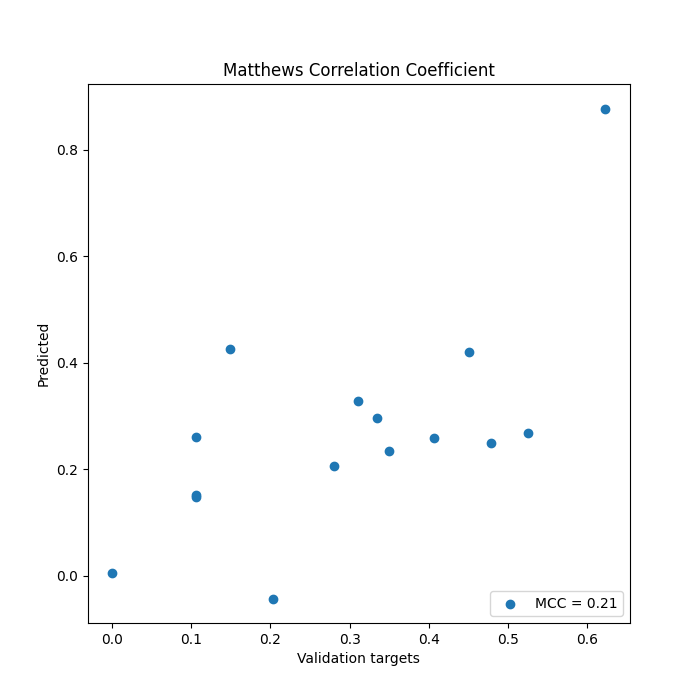 Matthews Correlation Coefficient
Predicted
0.8
0.6
0.4
0.2
0.0
MCC = 0.21
0.0 0.1 0.2 0.3 0.4 0.5 0.6
Validation targets